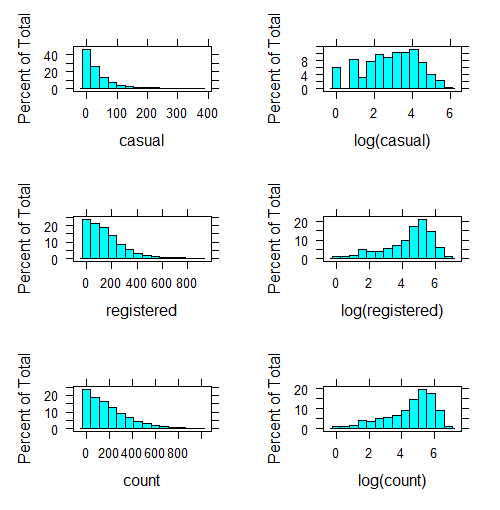 Percent of Total
40
20
0
0 100 200 300 400
casual
Percent of Total
8
4
0
0 2 4 6
log(casual)
Percent of Total
20
10
0
0 200 400 600 800
registered
Percent of Total
20
10
0
0 2 4 6
log(registered)
Percent of Total
20
10
0
0 200 400 600 800
count
Percent of Total
20
10
0
0 2 4 6
log(count)